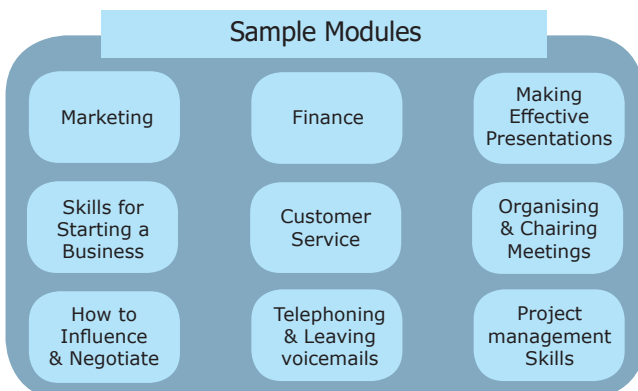 Sample Modules
Marketing
Finance
Making
Effective
Presentations
Skills for
Starting a
Business
Customer
Service
Organising
& Chairing
Meetings
How to
Influence
& Negotiate
Telephoning
& Leaving
voicemails
Project
management
Skills